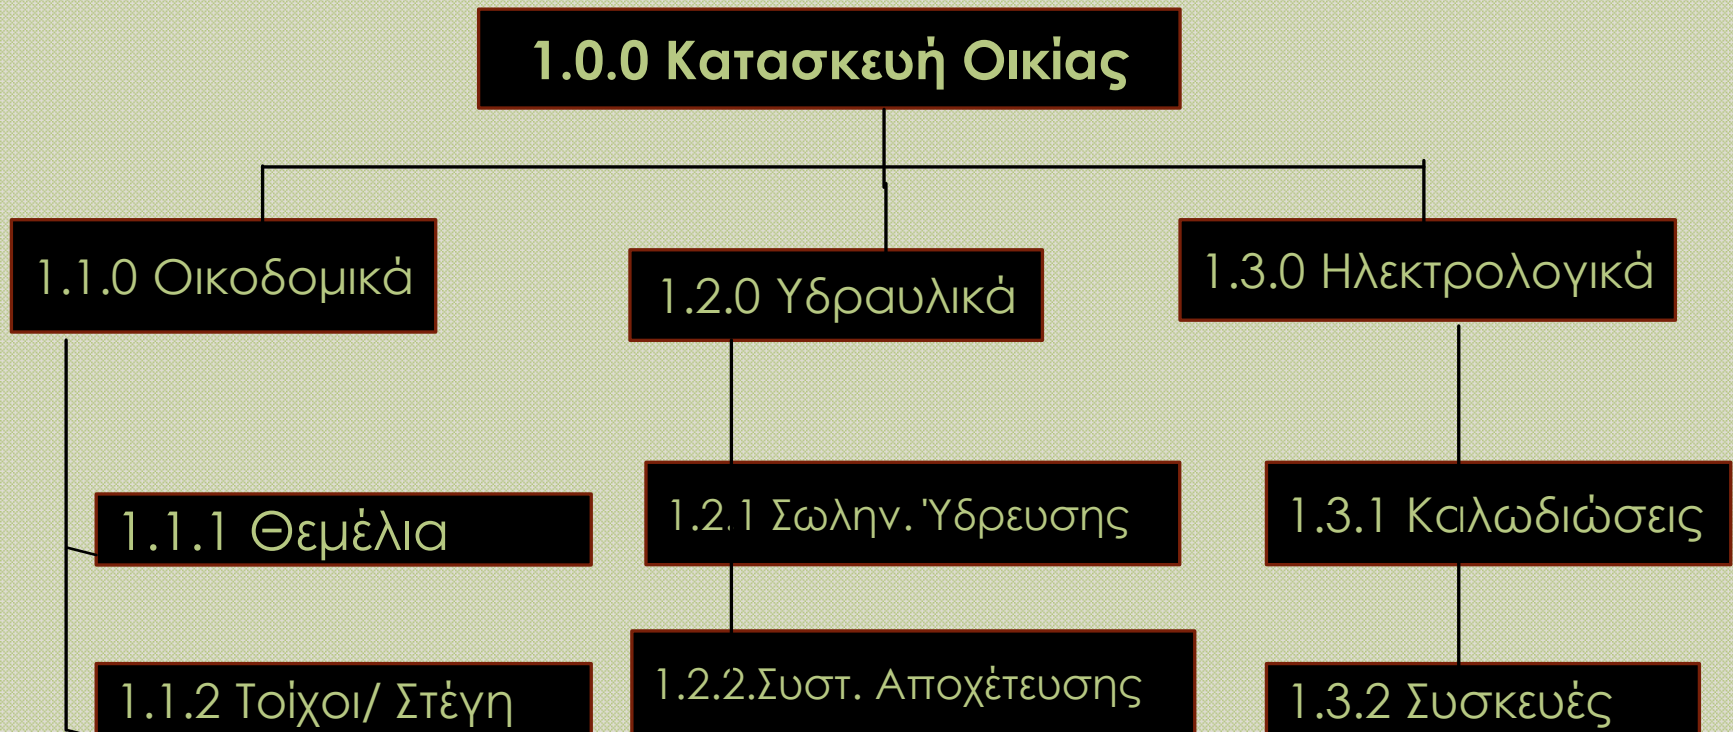 1.0.0 Κατασκευή Οικίας
1.1.0 Οικοδομικά
1.2.0 Υδραυλικά
1.3.0 Ηλεκτρολογικά
1.1.1 Θεμέλια
1.2.1 Σωλην. Ύδρευσης
1.3.1 Καλωδιώσεις
1.1.2 Τοίχοι/ Στέγη
1.2.2.Συστ. Αποχέτευσης
1.3.2 Συσκευές